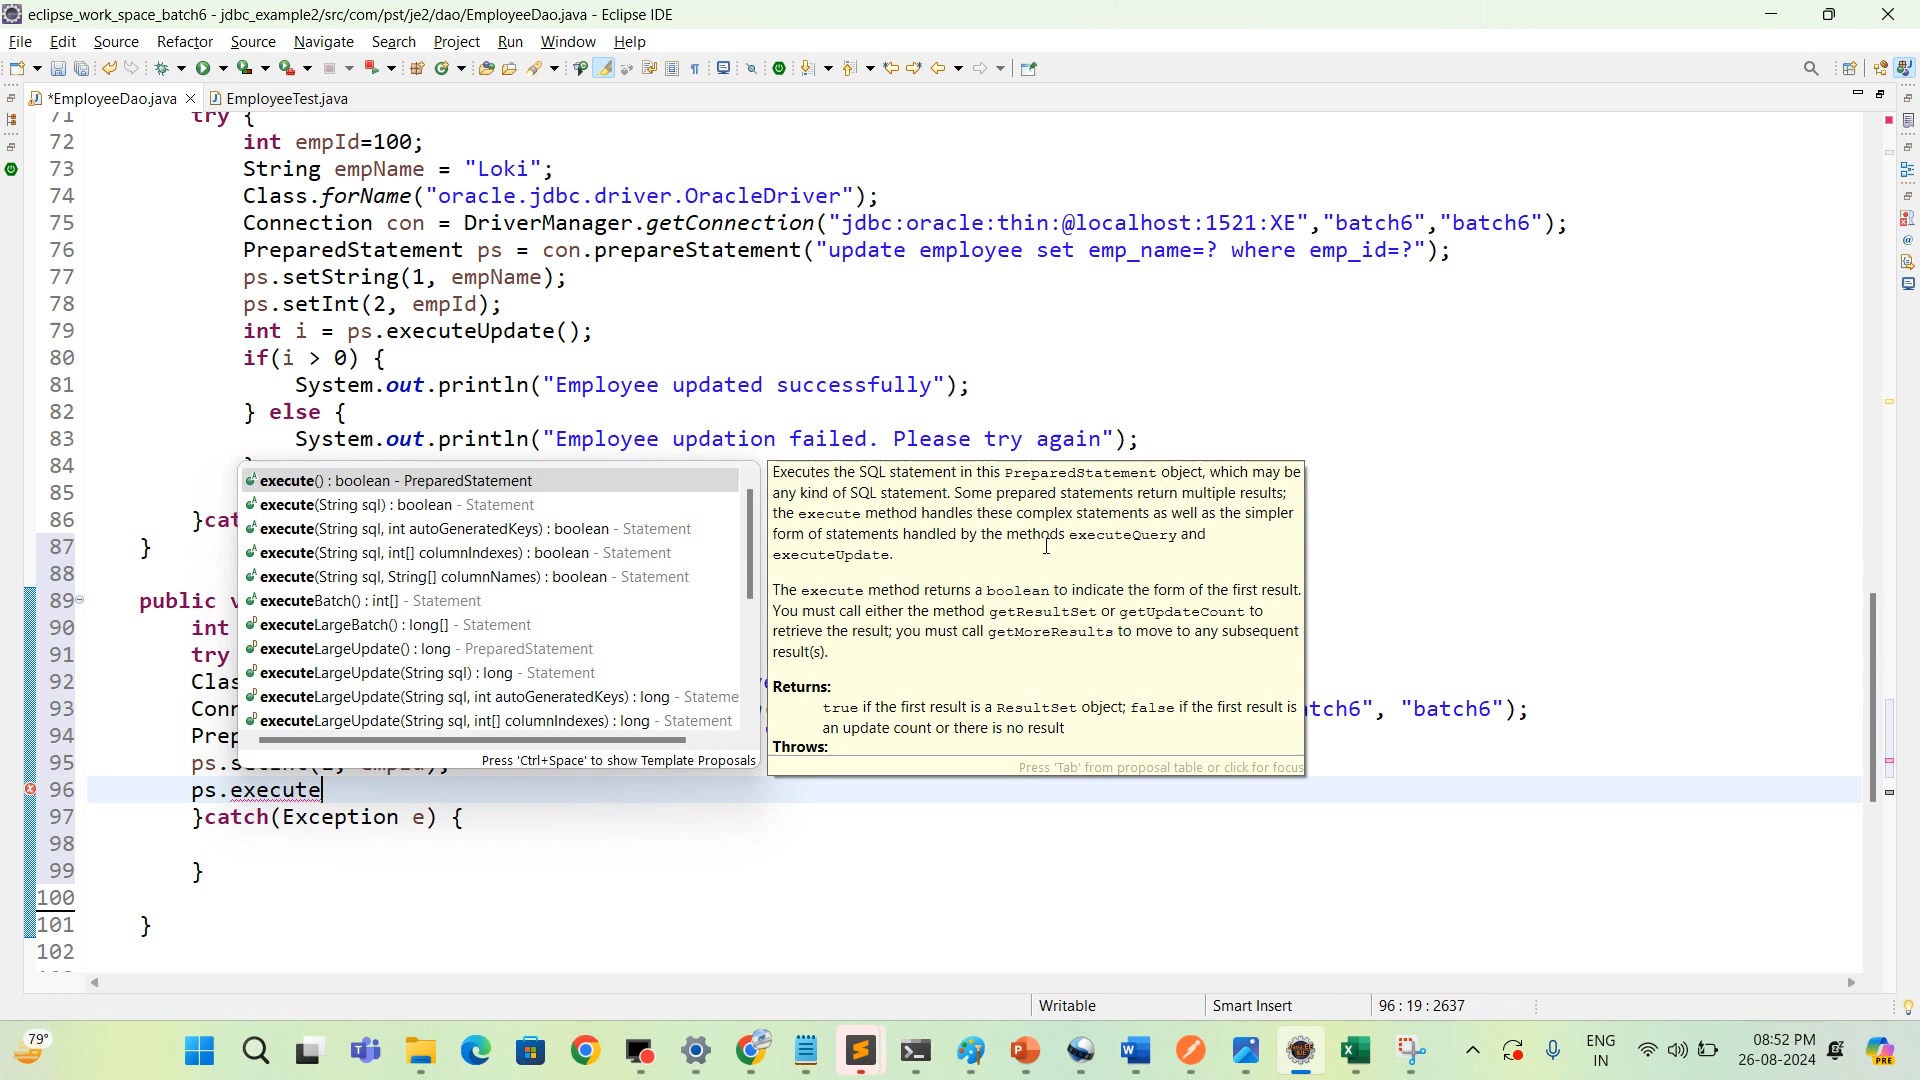 eclipse_work_space_batch6 - jdbc_example2/src/com/pst/je2/dao/EmployeeDao.java - Eclipse IDE
File Edit Source Refactor Source Navigate Search Project Run Window Help
*EmployeeDao.java EmployeeTest.java
71 try {
72 int empId=100;
73 String empName = "Loki";
74 Class.forName("oracle.jdbc.driver.OracleDriver");
75 Connection con = DriverManager.getConnection("jdbc:oracle:thin:@localhost:1521:XE","batch6","batch6");
76 PreparedStatement ps = con.prepareStatement("update employee set emp_name=? where emp_id=?");
77 ps.setString(1, empName);
78 ps.setInt(2, empId);
79 int i = ps.executeUpdate();
80 if(i > 0) {
81 System.out.println("Employee updated successfully");
82 } else {
83 System.out.println("Employee updation failed. Please try again");
84
85
86 }cat
87 }
88
89 public v
90 int
91 try
92 Clas
93 Conn tch6", "batch6");
94 Prep
95
96 ps.execute
97 }catch(Exception e) {
98
99 }
100
101 }
102
execute() : boolean - PreparedStatement
execute(String sql) : boolean - Statement
execute(String sql, int autoGeneratedKeys) : boolean - Statement
execute(String sql, int[] columnIndexes) : boolean - Statement
execute(String sql, String[] columnNames) : boolean - Statement
executeBatch() : int[] - Statement
executeLargeBatch() : long[] - Statement
executeLargeUpdate() : long - PreparedStatement
executeLargeUpdate(String sql) : long - Statement
executeLargeUpdate(String sql, int autoGeneratedKeys) : long - Stateme
executeLargeUpdate(String sql, int[] columnIndexes) : long - Statement
Press 'Ctrl+Space' to show Template Proposals
Executes the SQL statement in this PreparedStatement object, which may be
any kind of SQL statement. Some prepared statements return multiple results;
the execute method handles these complex statements as well as the simpler
form of statements handled by the methods executeQuery and
executeUpdate.
The execute method returns a boolean to indicate the form of the first result.
You must call either the method getResultSet or getUpdateCount to
retrieve the result; you must call getMoreResults to move to any subsequent
result(s).
Returns:
true if the first result is a ResultSet object; false if the first result is
an update count or there is no result
Throws:
Press 'Tab' from proposal table or click for focus
Writable Smart Insert 96 : 19 : 2637
79°
ENG
IN
08:52 PM
26-08-2024
PRE